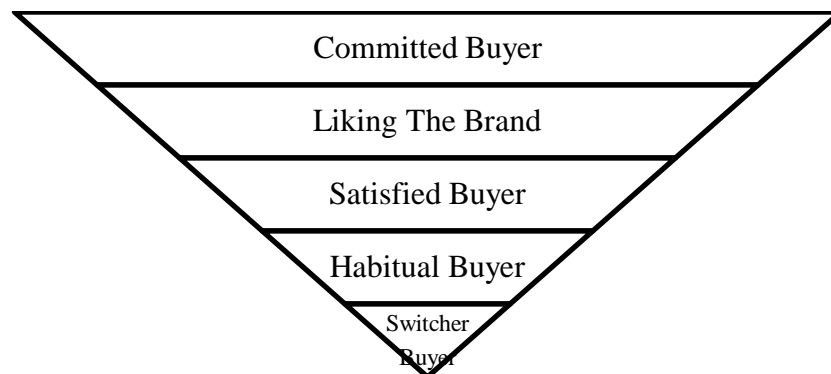 Committed Buyer
Liking The Brand
Satisfied Buyer
Habitual Buyer
Switcher
Buyer